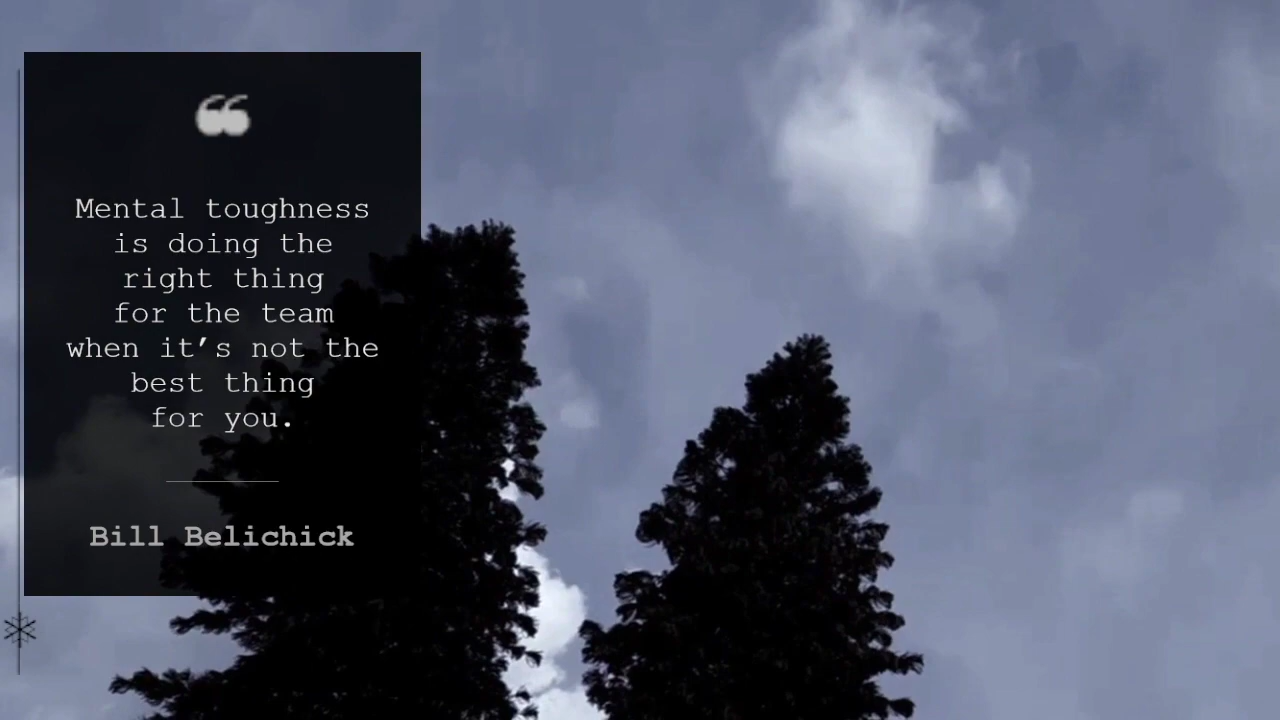 ❝
Mental toughness
is doing the
right thing
for the team
when it’s not the
best thing
for you.
Bill Belichick